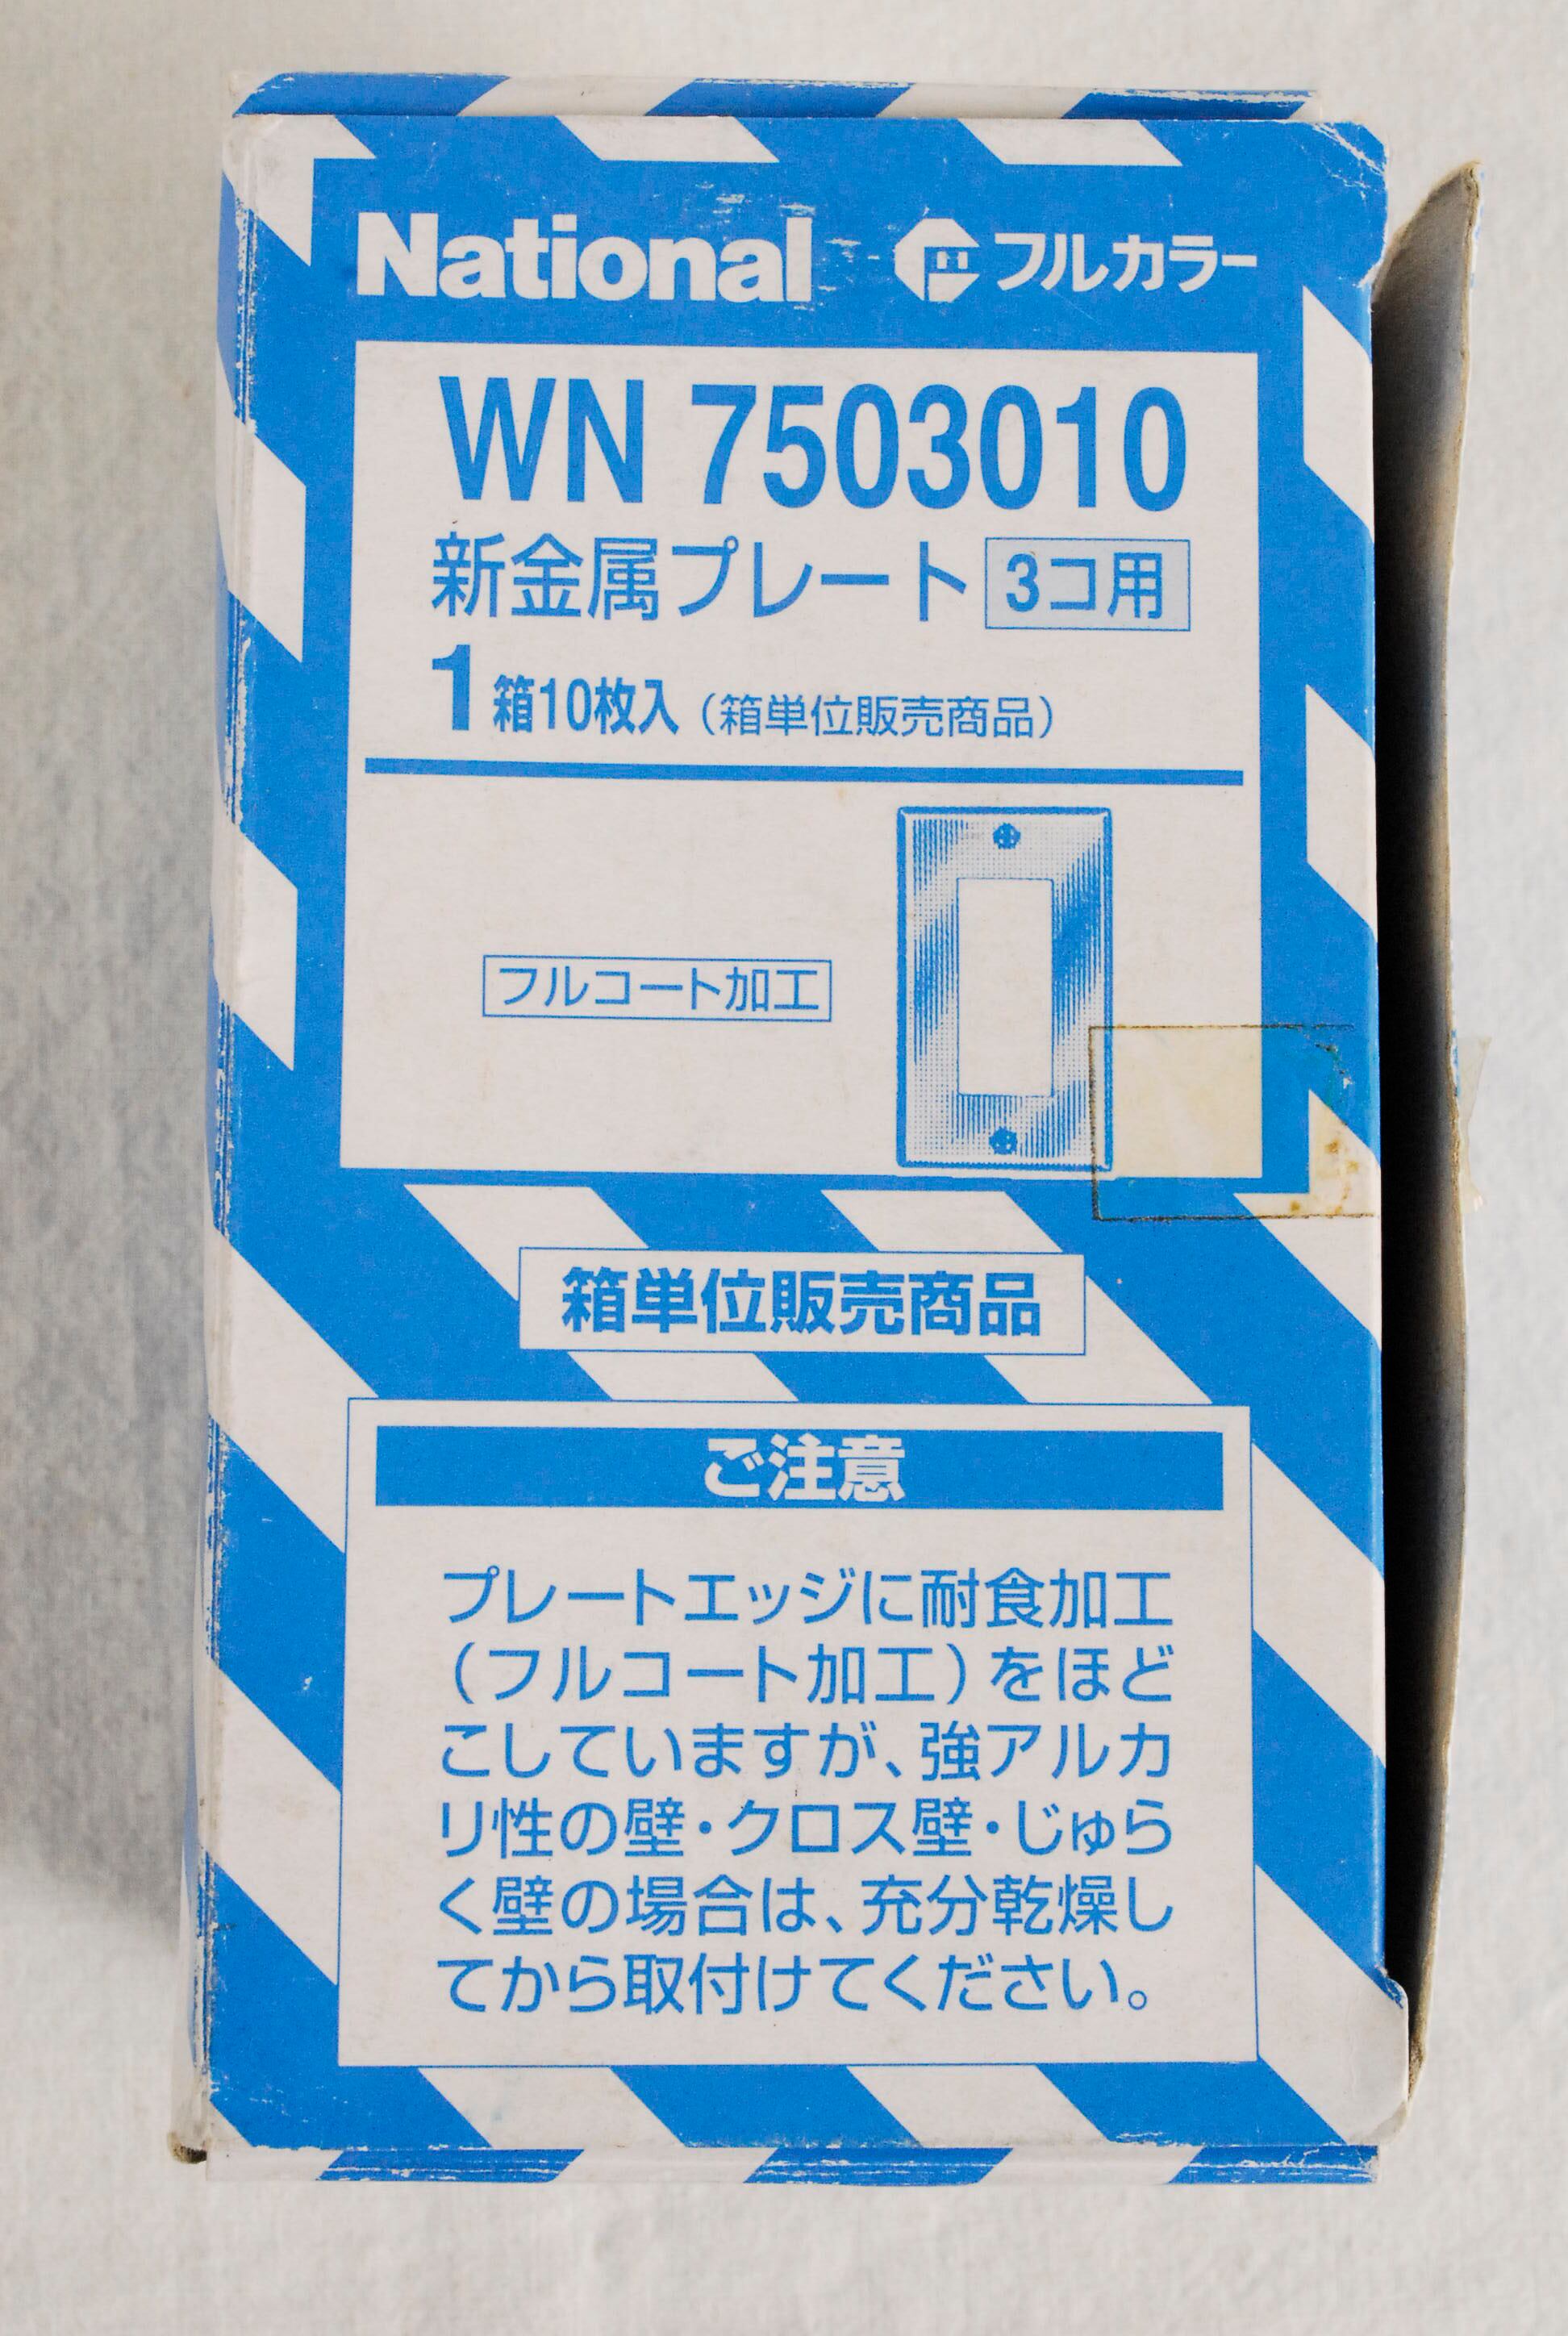 National フルカラー
WN 7503010
新金属プレート 3コ用
1箱10枚入（箱単位販売商品）
フルコート加工
箱単位販売商品
ご注意
プレートエッジに耐食加工
（フルコート加工）をほど
こしていますが、強アルカ
リ性の壁・クロス壁・じゅら
く壁の場合は、充分乾燥し
てから取付けてください。